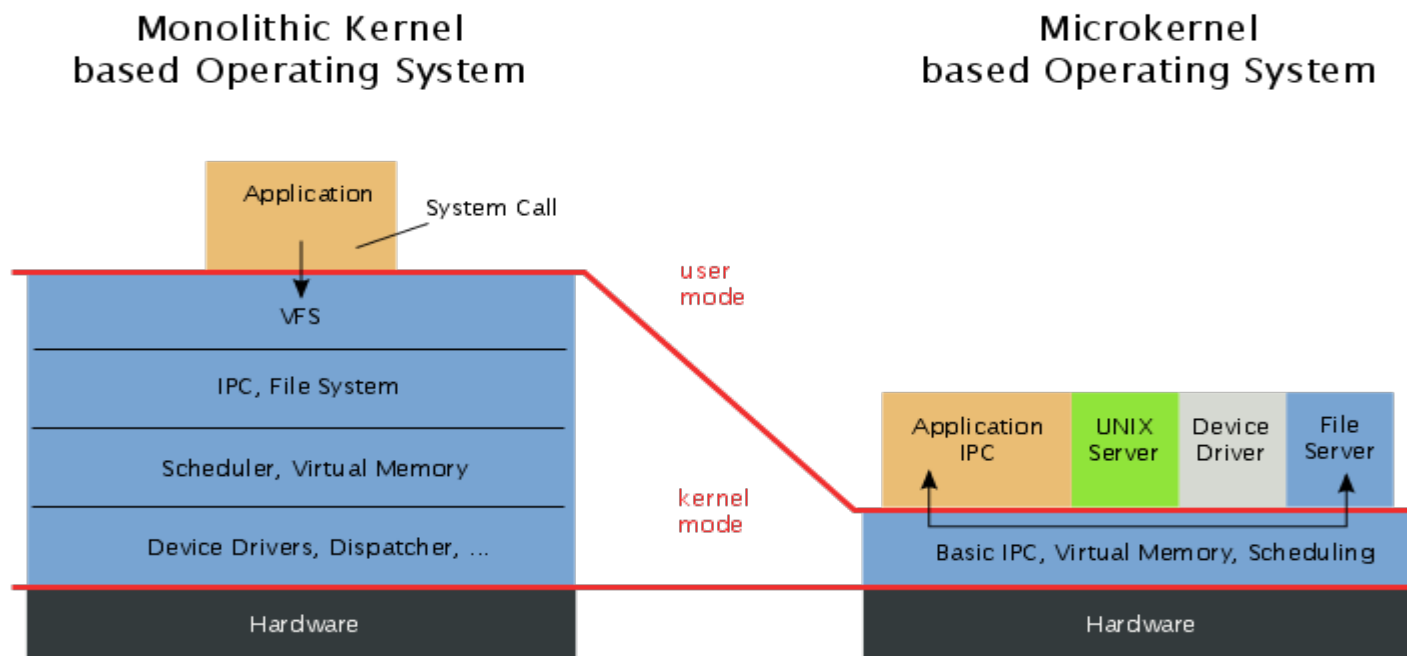 Monolithic Kernel
based Operating System
Microkernel
based Operating System
Application
System Call
user
mode
VFS
IPC, File System
Scheduler, Virtual Memory
kernel
mode
Device Drivers, Dispatcher, ...
Hardware
Application
IPC
UNIX
Server
Device
Driver
File
Server
Basic IPC, Virtual Memory, Scheduling
Hardware